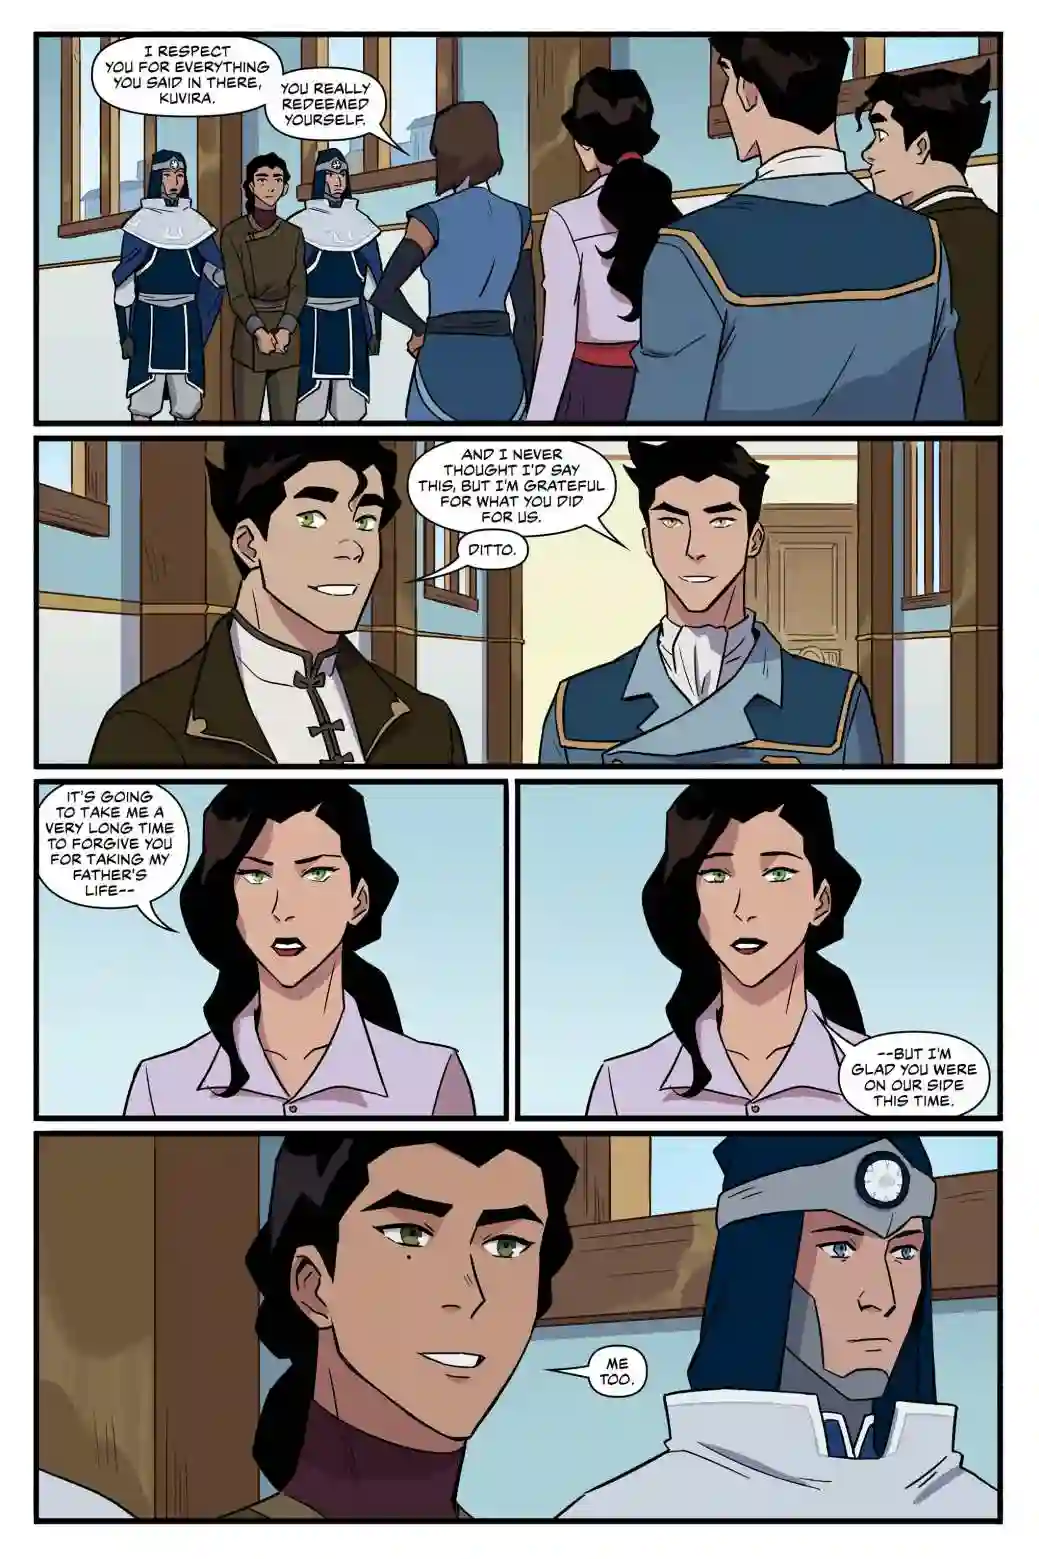 I RESPECT
YOU FOR EVERYTHING
YOU SAID IN THERE,
KUVIRA.
YOU REALLY
REDEEMED
YOURSELF.
AND I NEVER
THOUGHT I'D SAY
THIS, BUT I'M GRATEFUL
FOR WHAT YOU DID
FOR US.
DITTO.
IT'S GOING
TO TAKE ME A
VERY LONG TIME
TO FORGIVE YOU
FOR TAKING MY
FATHER'S
LIFE--
--BUT I'M
GLAD YOU WERE
ON OUR SIDE
THIS TIME.
ME
TOO.